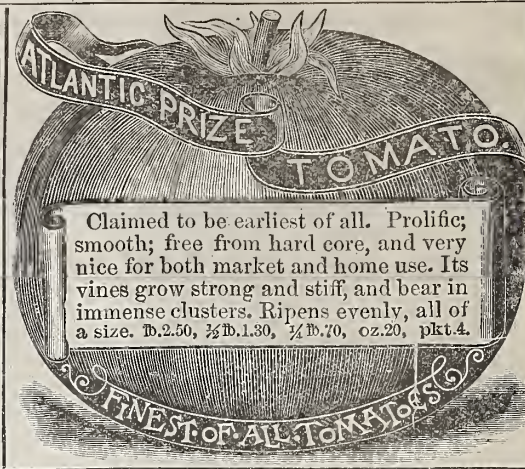 ATLANTIC PRIZE
TOMATO.
Claimed to be earliest of all. Prolific;
smooth; free from hard core, and very
nice for both market and home use. Its
vines grow strong and stiff, and bear in
immense clusters. Ripens evenly, all of
a size. ℔.2.50, ½℔.1.30, ¼℔.70, oz.20, pkt.4.
FINEST·OF·ALL·TOMATOES